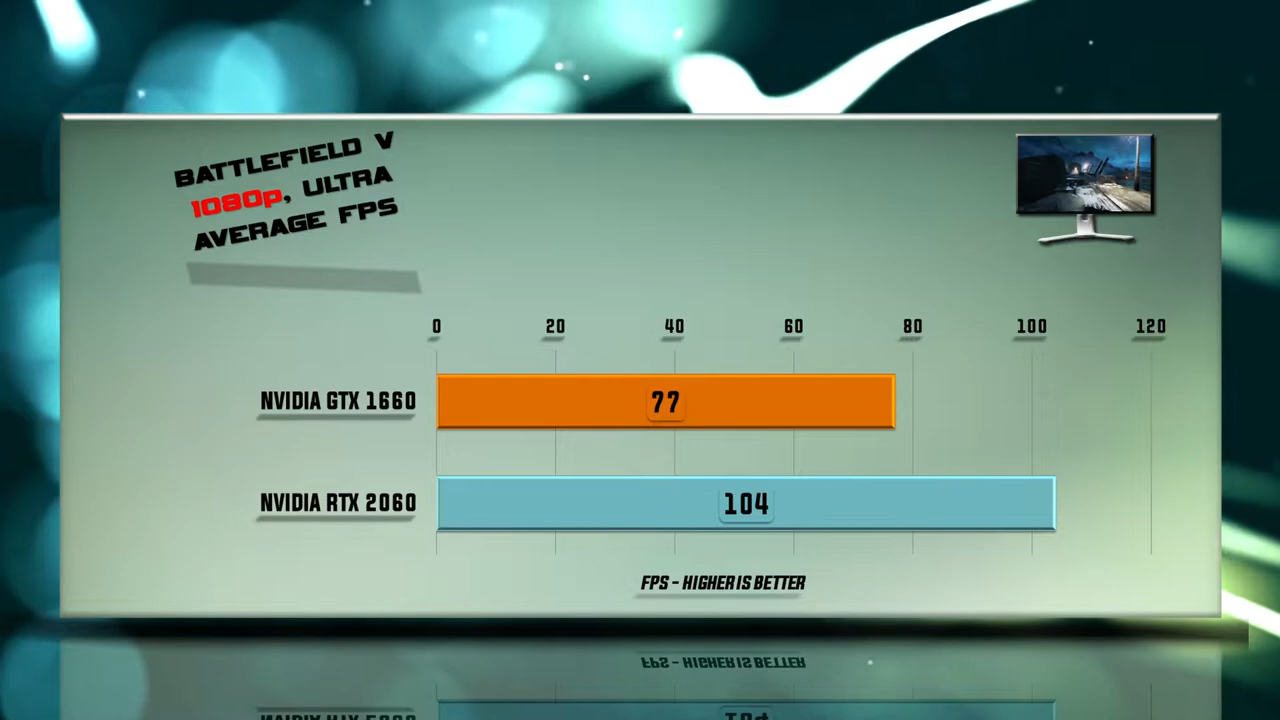 BATTLEFIELD V
1080p, ULTRA
AVERAGE FPS
0 20 40 60 80 100 120
NVIDIA GTX 1660 77
NVIDIA RTX 2060 104
FPS - HIGHER IS BETTER